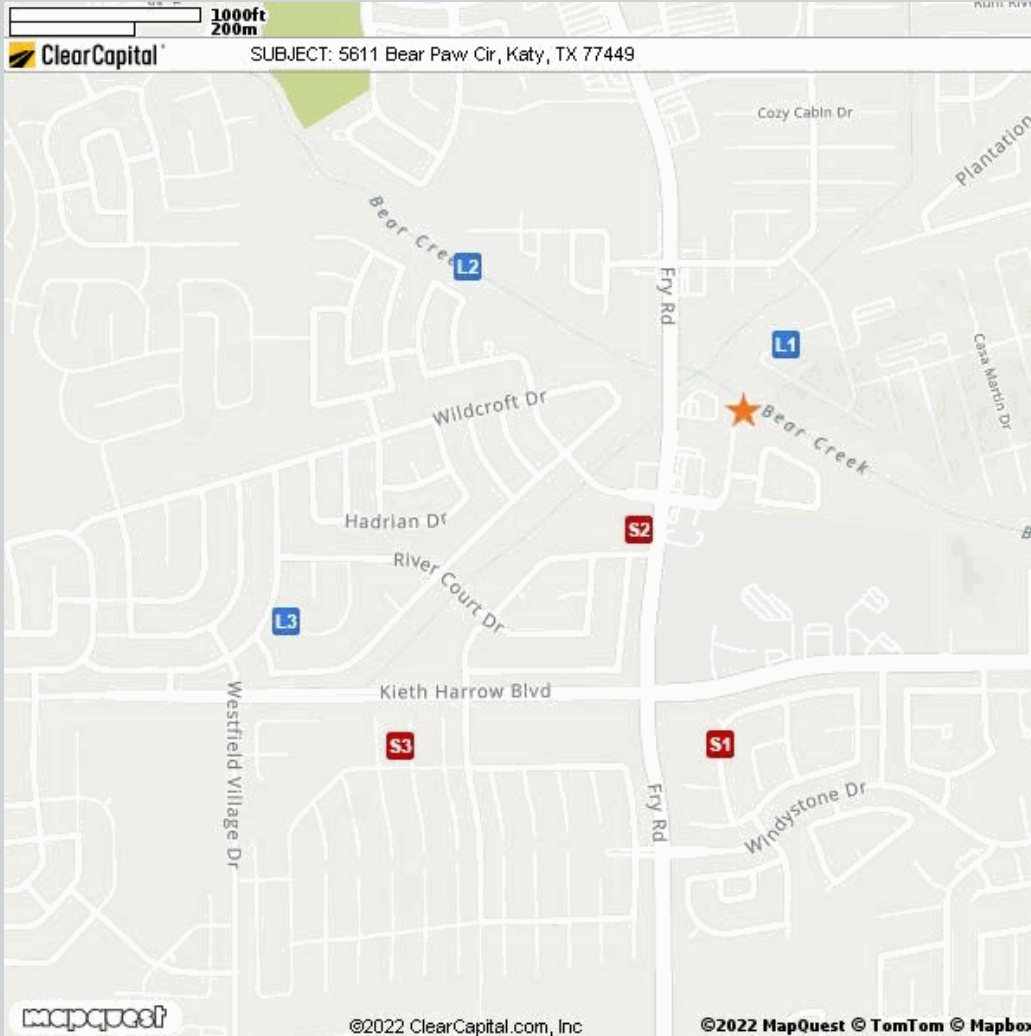 1000ft
200m
ClearCapital
SUBJECT: 5611 Bear Paw Cir, Katy, TX 77449
Cozy Cabin Dr
Plantation
Bear Creek
L2
Fry Rd
L1
Casa Martin Dr
Wildcroft Dr
Bear Creek
Hadrian Dr
S2
River Court Dr
L3
Kieth Harrow Blvd
Westfield Village Dr
S3
S1
Fry Rd
Windystone Dr
mapquest
©2022 ClearCapital.com, Inc
©2022 MapQuest © TomTom © Mapbox